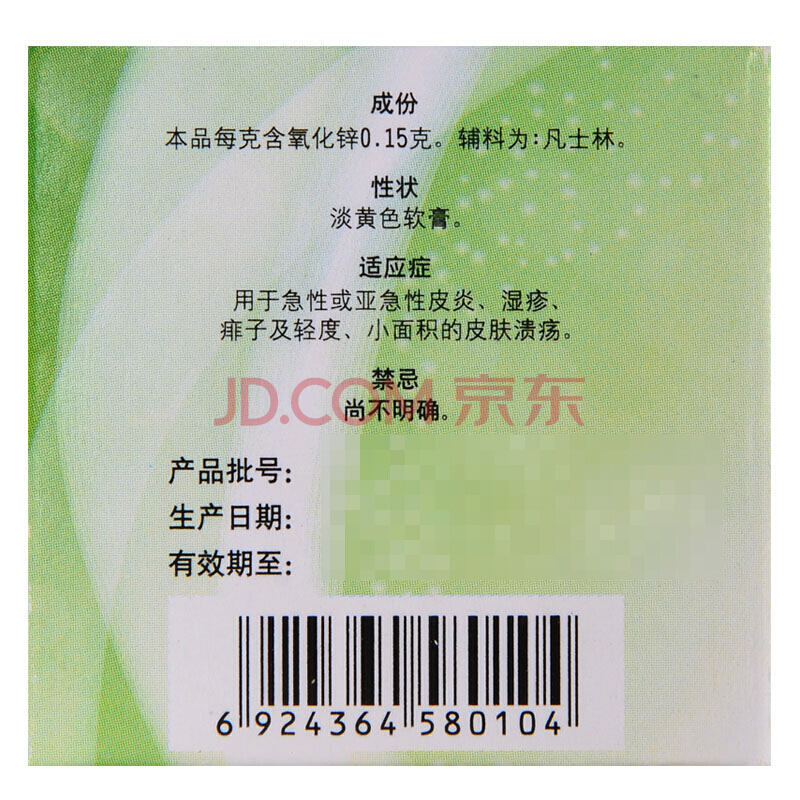 成份
本品每克含氧化锌0.15克。辅料为:凡士林。
性状
淡黄色软膏。
适应症
用于急性或亚急性皮炎、湿疹、
痱子及轻度、小面积的皮肤溃疡。
禁忌
JD.COM 京东
尚不明确。
产品批号:
生产日期:
有效期至:
6 924364 580104